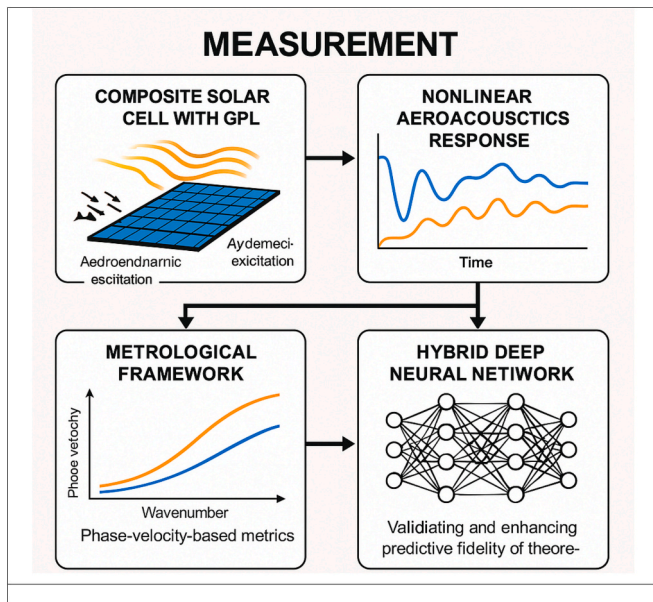 MEASUREMENT
COMPOSITE SOLAR
CELL WITH GPL
Aedroendnarnic
esciitation
Aydemeci-
exicitation
NONLINEAR
AEROACOUSCTICS
RESPONSE
Time
METROLOGICAL
FRAMEWORK
Phooe vetochy
Wavenumber
Phase-velocity-based metrics
HYBRID DEEP
NEURAL NETIWORK
Validiating and enhancing
predictive fidelity of theore-